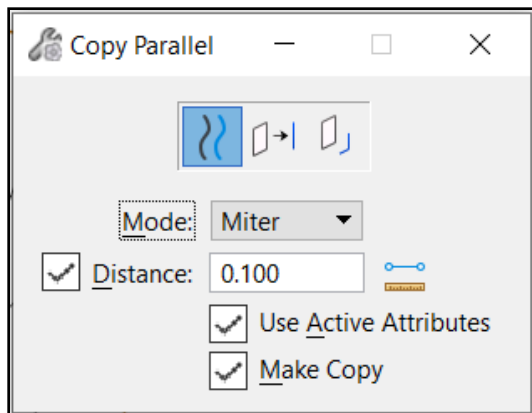 Copy Parallel
Mode: Miter
Distance: 0.100
Use Active Attributes
Make Copy